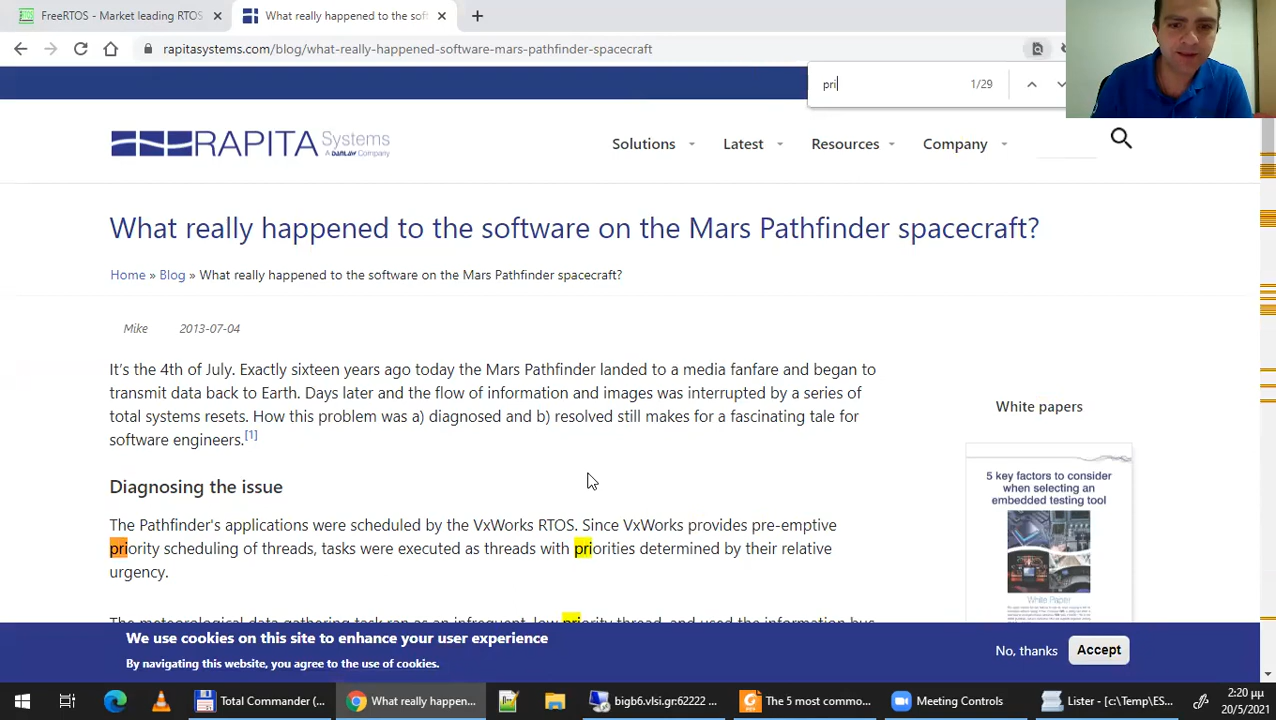 FreeRTOS - Market leading RTOS
What really happened to the sof
rapitasystems.com/blog/what-really-happened-software-mars-pathfinder-spacecraft
pri
1/29
RAPITA Systems
A DANLAW Company
Solutions
Latest
Resources
Company
What really happened to the software on the Mars Pathfinder spacecraft?
Home » Blog » What really happened to the software on the Mars Pathfinder spacecraft?
Mike 2013-07-04
It's the 4th of July. Exactly sixteen years ago today the Mars Pathfinder landed to a media fanfare and began to
transmit data back to Earth. Days later and the flow of information and images was interrupted by a series of
total systems resets. How this problem was a) diagnosed and b) resolved still makes for a fascinating tale for
software engineers.[1]
Diagnosing the issue
The Pathfinder's applications were scheduled by the VxWorks RTOS. Since VxWorks provides pre-emptive
priority scheduling of threads, tasks were executed as threads with priorities determined by their relative
urgency.
White papers
5 key factors to consider
when selecting an
embedded testing tool
White Paper
We use cookies on this site to enhance your user experience
By navigating this website, you agree to the use of cookies.
No, thanks
Accept
Total Commander (...
What really happen...
bigb6.vlsi.gr:62222 ...
The 5 most commo...
Meeting Controls
Lister - [c:\Temp\ES...
2:20 μμ
20/5/2021